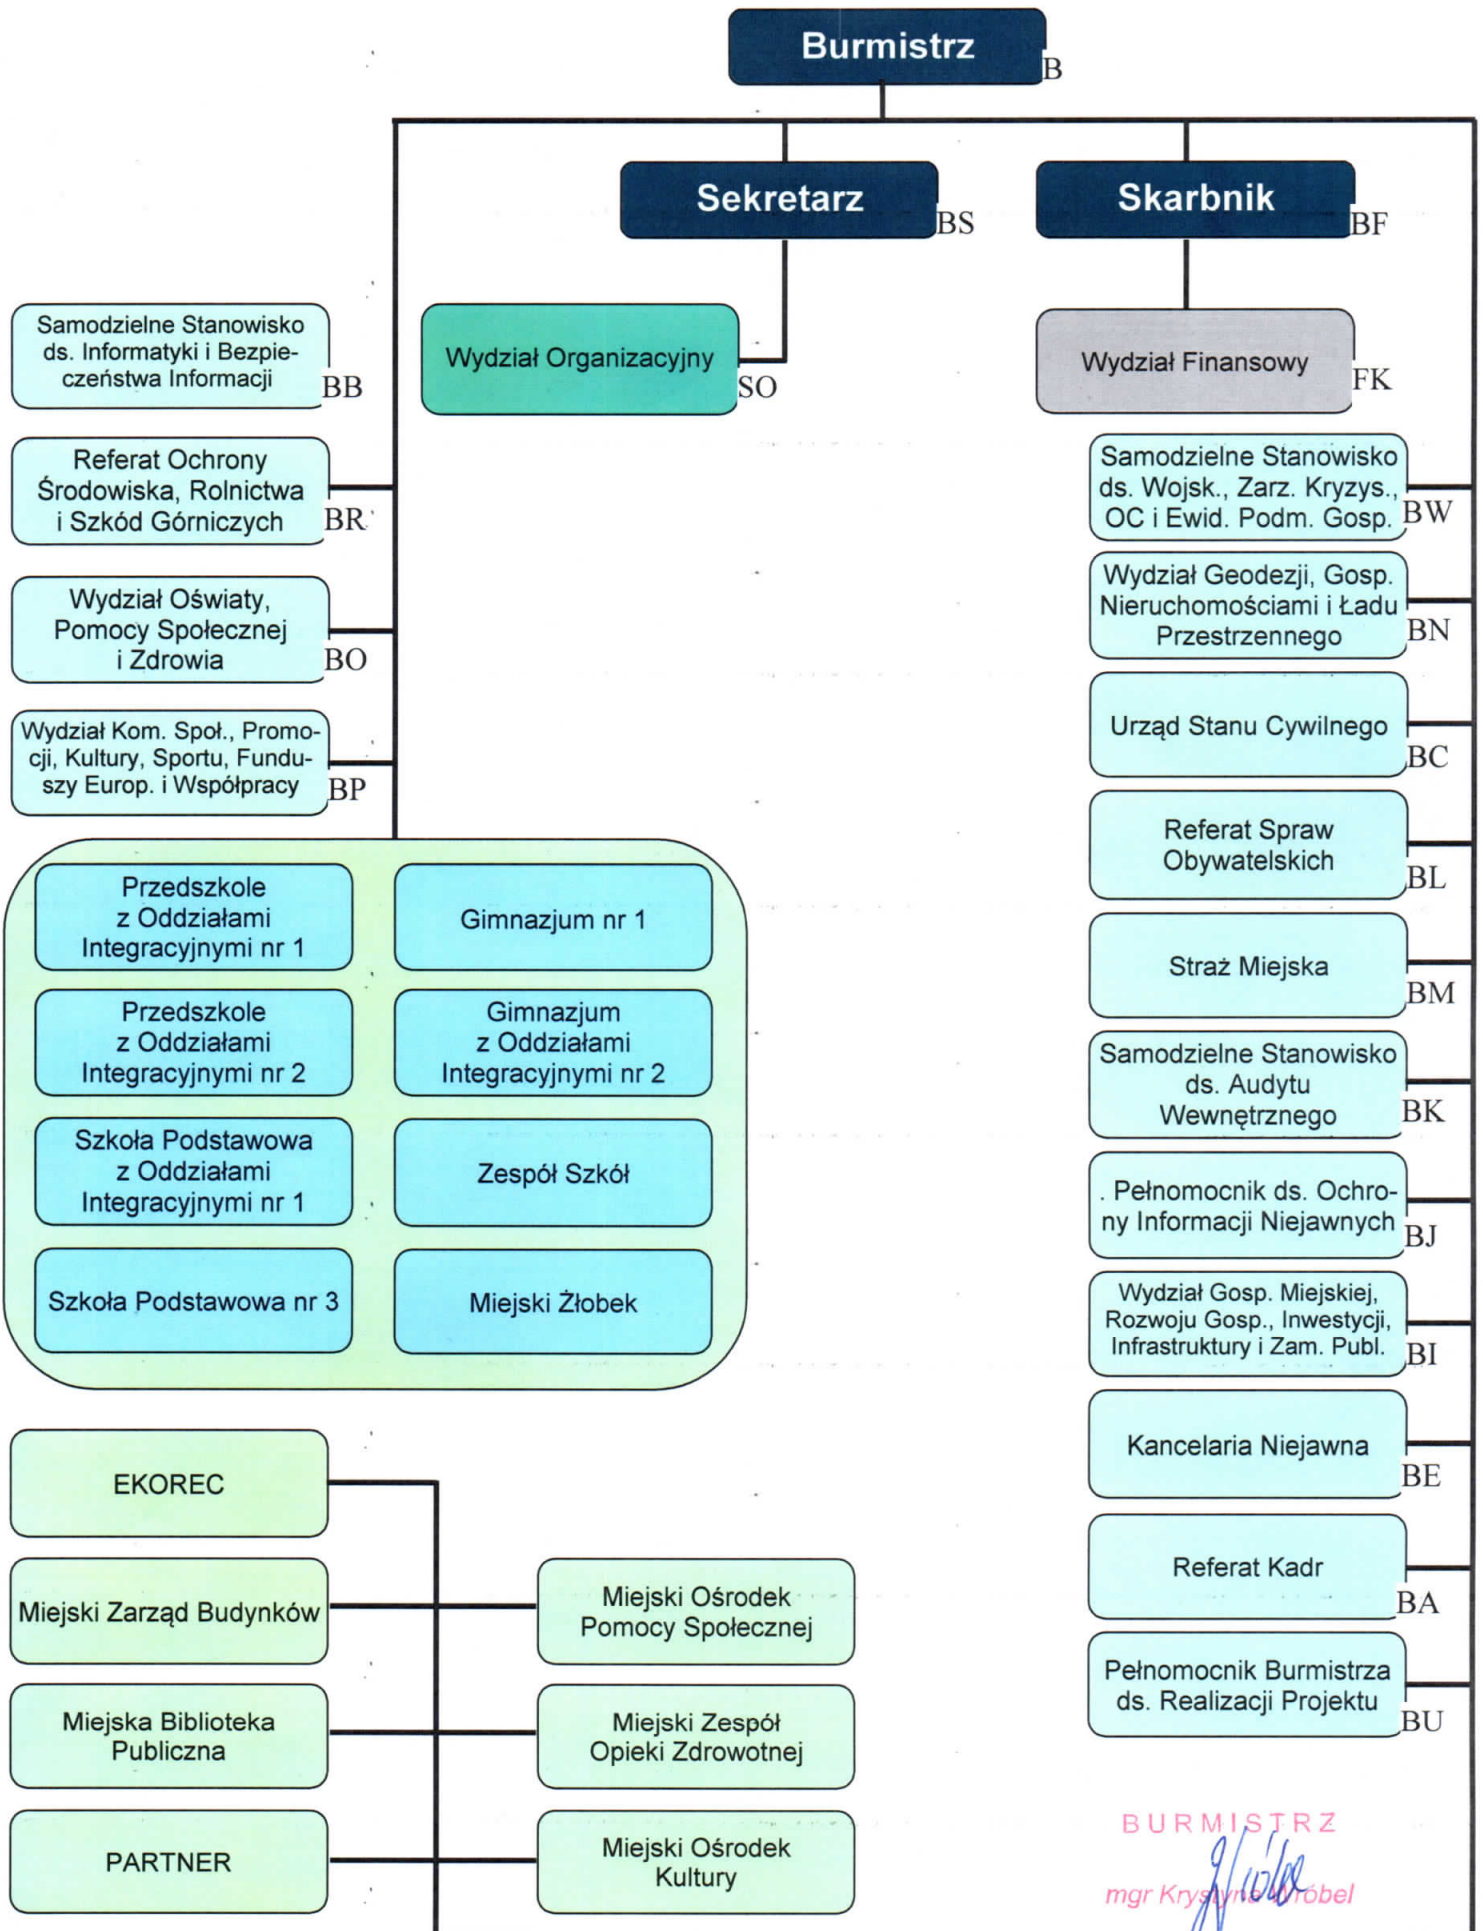 Burmistrz
B
Sekretarz
BS
Skarbnik
BF
Samodzielne Stanowisko
ds. Informatyki i Bezpie-
czeństwa Informacji
BB
Wydział Organizacyjny
SO
Wydział Finansowy
FK
Referat Ochrony
Środowiska, Rolnictwa
i Szkód Górniczych
BR
Wydział Oświaty,
Pomocy Społecznej
i Zdrowia
BO
Wydział Kom. Społ., Promo-
cji, Kultury, Sportu, Fundu-
szy Europ. i Współpracy
BP
Przedszkole
z Oddziałami
Integracyjnymi nr 1
Gimnazjum nr 1
Przedszkole
z Oddziałami
Integracyjnymi nr 2
Gimnazjum
z Oddziałami
Integracyjnymi nr 2
Szkoła Podstawowa
z Oddziałami
Integracyjnymi nr 1
Zespół Szkół
Szkoła Podstawowa nr 3
Miejski Żłobek
EKOREC
Miejski Zarząd Budynków
Miejski Ośrodek
Pomocy Społecznej
Miejska Biblioteka
Publiczna
Miejski Zespół
Opieki Zdrowotnej
PARTNER
Miejski Ośrodek
Kultury
Samodzielne Stanowisko
ds. Wojsk., Zarz. Kryzys.,
OC i Ewid. Podm. Gosp.
BW
Wydział Geodezji, Gosp.
Nieruchomościami i Ładu
Przestrzennego
BN
Urząd Stanu Cywilnego
BC
Referat Spraw
Obywatelskich
BL
Straż Miejska
BM
Samodzielne Stanowisko
ds. Audytu
Wewnętrznego
BK
. Pełnomocnik ds. Ochro-
ny Informacji Niejawnych
BJ
Wydział Gosp. Miejskiej,
Rozwoju Gosp., Inwestycji,
Infrastruktury i Zam. Publ.
BI
Kancelaria Niejawna
BE
Referat Kadr
BA
Pełnomocnik Burmistrza
ds. Realizacji Projektu
BU
BURMISTRZ
mgr Krystyna Wróbel